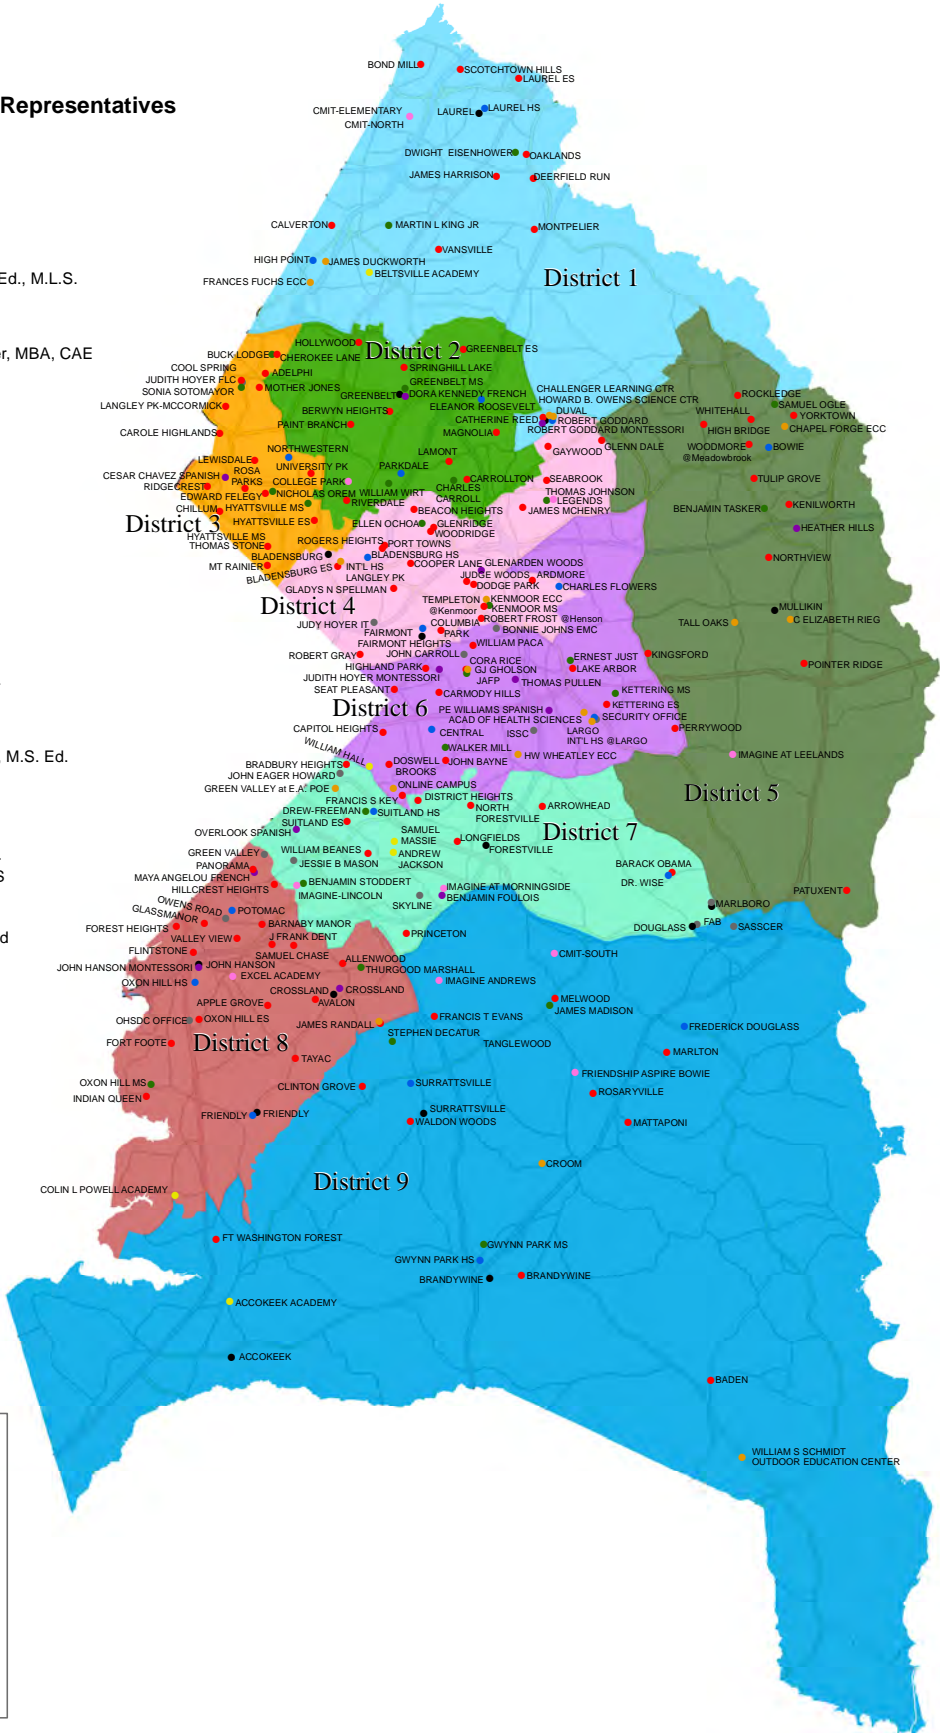 Representatives
Ed., M.L.S.
er, MBA, CAE
, M.S. Ed.
S
d
BOND MILL
SCOTCHTOWN HILLS
LAUREL ES
CMIT-ELEMENTARY
CMIT-NORTH
LAUREL
LAUREL HS
DWIGHT EISENHOWER
OAKLANDS
JAMES HARRISON
DEERFIELD RUN
CALVERTON
MARTIN L KING JR
MONTPELIER
VANSVILLE
HIGH POINT
JAMES DUCKWORTH
BELTSVILLE ACADEMY
FRANCES FUCHS ECC
District 1
HOLLYWOOD
District 2
GREENBELT ES
BUCK LODGE
CHEROKEE LANE
COOL SPRING
ADELPHI
SPRINGHILL LAKE
JUDITH HOYER FLC
SONIA SOTOMAYOR
MOTHER JONES
GREENBELT MS
GREENBELT
DORA KENNEDY FRENCH
LANGLEY PK-MCCORMICK
BERWYN HEIGHTS
ELEANOR ROOSEVELT
CHALLENGER LEARNING CTR
HOWARD B. OWENS SCIENCE CTR
DUVAL
CATHERINE REED
ROBERT GODDARD
ROBERT GODDARD MONTESSORI
PAINT BRANCH
MAGNOLIA
CAROLE HIGHLANDS
GAYWOOD
GLENN DALE
ROCKLEDGE
SAMUEL OGLE
WHITEHALL
YORKTOWN
HIGH BRIDGE
CHAPEL FORGE ECC
WOODMORE
@Meadowbrook
BOWIE
NORTHWESTERN
LEWISDALE
UNIVERSITY PK
LAMONT
PARKDALE
CESAR CHAVEZ SPANISH
ROSA
PARKS
COLLEGE PARK
RIDGECREST
EDWARD FELEGY
NICHOLAS OREM
WILLIAM WIRT
CHARLES
CARROLL
CARROLLTON
SEABROOK
THOMAS JOHNSON
LEGENDS
TULIP GROVE
CHILLUM
HYATTSVILLE MS
RIVERDALE
BEACON HEIGHTS
JAMES MCHENRY
BENJAMIN TASKER
KENILWORTH
District 3
HYATTSVILLE ES
ELLEN OCHOA
GLENRIDGE
WOODRIDGE
HEATHER HILLS
HYATTSVILLE MS
THOMAS STONE
ROGERS HEIGHTS
PORT TOWNS
BLADENSBURG
BLADENSBURG HS
NORTHVIEW
MT RAINIER
BLADENSBURG ES
INT'L HS
LANGLEY PK
COOPER LANE
GLENARDEN WOODS
JUDGE WOODS
ARDMORE
GLADYS N SPELLMAN
DODGE PARK
CHARLES FLOWERS
District 4
TEMPLETON
@Kenmoor
KENMOOR ECC
KENMOOR MS
MULLIKIN
TALL OAKS
C ELIZABETH RIEG
JUDY HOYER IT
COLUMBIA
PARK
ROBERT FROST @Henson
BONNIE JOHNS EMC
FAIRMONT
FAIRMONT HEIGHTS
WILLIAM PACA
ROBERT GRAY
JOHN CARROLL
ERNEST JUST
KINGSFORD
POINTER RIDGE
HIGHLAND PARK
CORA RICE
GJ GHOLSON
LAKE ARBOR
JUDITH HOYER MONTESSORI
JAFP
THOMAS PULLEN
SEAT PLEASANT
CARMODY HILLS
KETTERING MS
District 6
PE WILLIAMS SPANISH
KETTERING ES
ACAD OF HEALTH SCIENCES
SECURITY OFFICE
CAPITOL HEIGHTS
CENTRAL
ISSC
LARGO
INT'L HS @LARGO
PERRYWOOD
WILLIAM HALL
WALKER MILL
HW WHEATLEY ECC
IMAGINE AT LEELANDS
BRADBURY HEIGHTS
DOSWELL
BROOKS
JOHN BAYNE
JOHN EAGER HOWARD
GREEN VALLEY at E.A. POE
ONLINE CAMPUS
District 5
FRANCIS S KEY
DISTRICT HEIGHTS
ARROWHEAD
DREW-FREEMAN
SUITLAND HS
NORTH
FORESTVILLE
SUITLAND ES
District 7
OVERLOOK SPANISH
SAMUEL
MASSIE
LONGFIELDS
FORESTVILLE
GREEN VALLEY
WILLIAM BEANES
ANDREW
JACKSON
PANORAMA
JESSIE B MASON
BARACK OBAMA
MAYA ANGELOU FRENCH
DR. WISE
HILLCREST HEIGHTS
BENJAMIN STODDERT
IMAGINE AT MORNINGSIDE
PATUXENT
IMAGINE-LINCOLN
BENJAMIN FOULOIS
SKYLINE
OWENS ROAD
POTOMAC
MARLBORO
GLASSMANOR
FOREST HEIGHTS
BARNABY MANOR
DOUGLASS
FAB
SASSCER
VALLEY VIEW
J FRANK DENT
PRINCETON
FLINTSTONE
SAMUEL CHASE
CMIT-SOUTH
JOHN HANSON MONTESSORI
JOHN HANSON
ALLENWOOD
THURGOOD MARSHALL
EXCEL ACADEMY
IMAGINE ANDREWS
OXON HILL HS
CROSSLAND
CROSSLAND
APPLE GROVE
AVALON
MELWOOD
JAMES MADISON
OHSDC OFFICE
OXON HILL ES
JAMES RANDALL
FRANCIS T EVANS
FREDERICK DOUGLASS
FORT FOOTE
District 8
STEPHEN DECATUR
TANGLEWOOD
MARLTON
TAYAC
FRIENDSHIP ASPIRE BOWIE
OXON HILL MS
CLINTON GROVE
SURRATTSVILLE
ROSARYVILLE
INDIAN QUEEN
FRIENDLY
FRIENDLY
SURRATTSVILLE
WALDON WOODS
MATTAPONI
CROOM
COLIN L POWELL ACADEMY
District 9
FT WASHINGTON FOREST
GWYNN PARK MS
GWYNN PARK HS
BRANDYWINE
BRANDYWINE
ACCOKEEK ACADEMY
ACCOKEEK
BADEN
WILLIAM S SCHMIDT
OUTDOOR EDUCATION CENTER